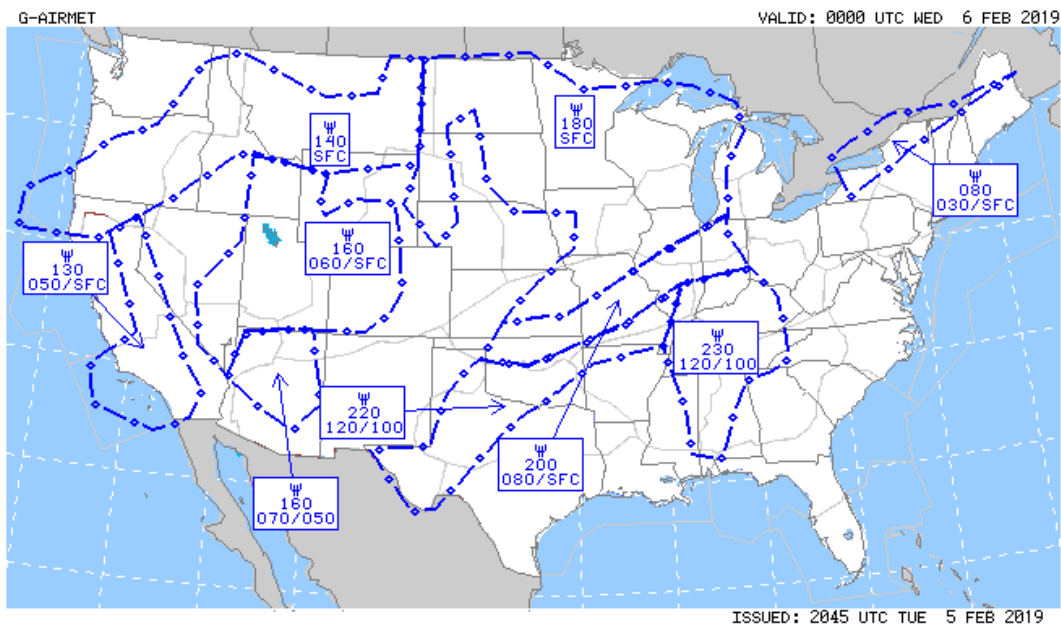 G-AIRMET
VALID: 0000 UTC WED 6 FEB 2019
140
SFC
180
SFC
080
030/SFC
130
050/SFC
160
060/SFC
230
120/100
220
120/100
200
080/SFC
160
070/050
ISSUED: 2045 UTC TUE 5 FEB 2019